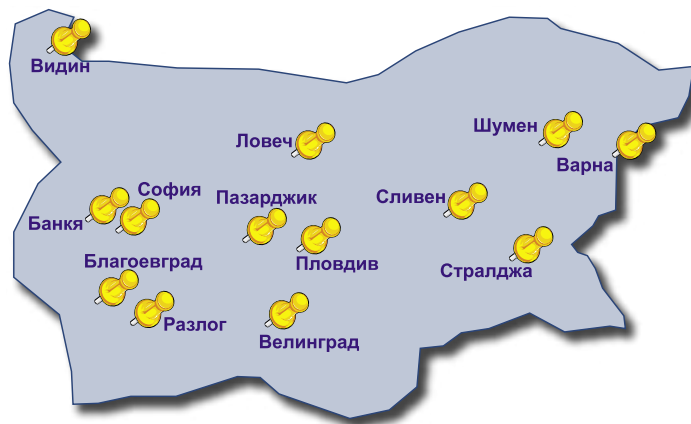 Видин
Ловеч
Шумен
Варна
София
Пазарджик
Сливен
Банкя
Пловдив
Стралджа
Благоевград
Разлог
Велинград